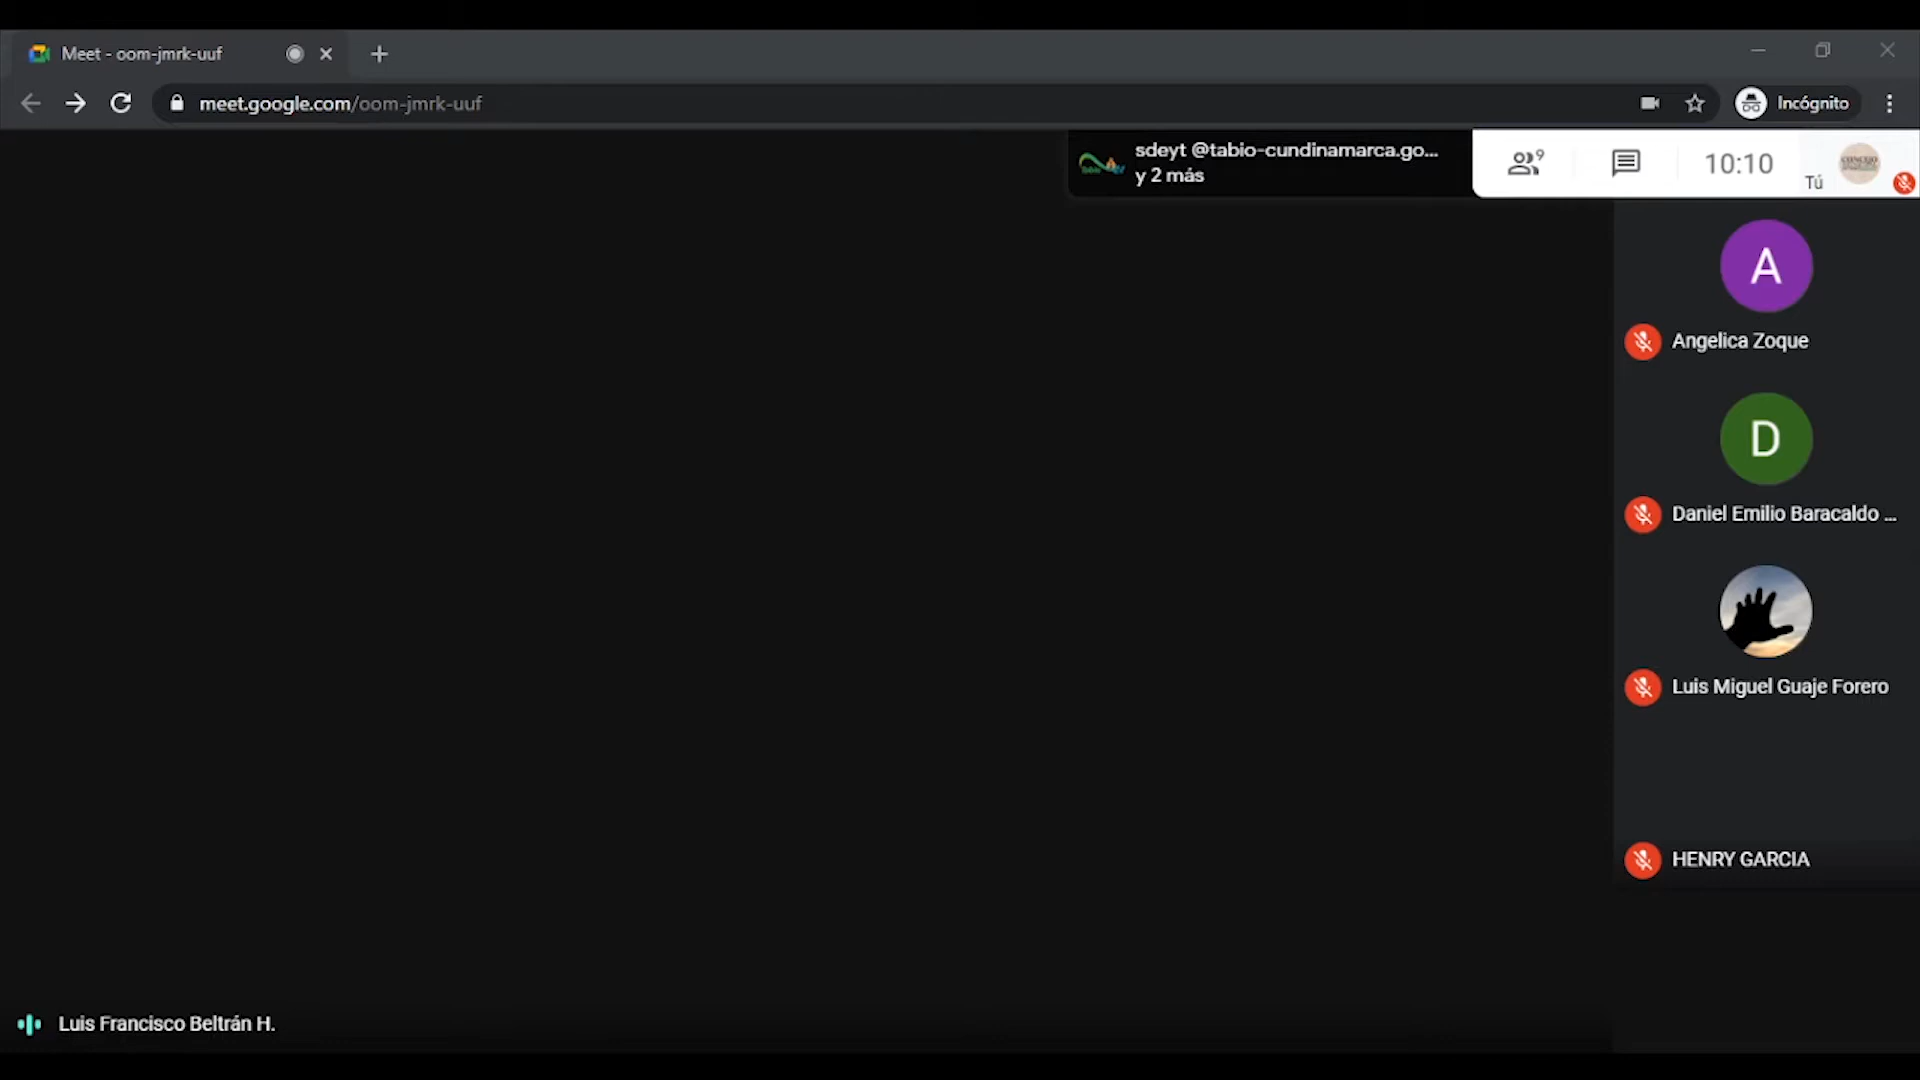 Meet - oom-jmrk-uuf
meet.google.com/oom-jmrk-uuf
Incógnito
sdeyt @tabio-cundinamarca.go...
y 2 más
9
10:10
Tú
CONCEJO
A
Angelica Zoque
D
Daniel Emilio Baracaldo ...
Luis Miguel Guaje Forero
HENRY GARCIA
Luis Francisco Beltrán H.